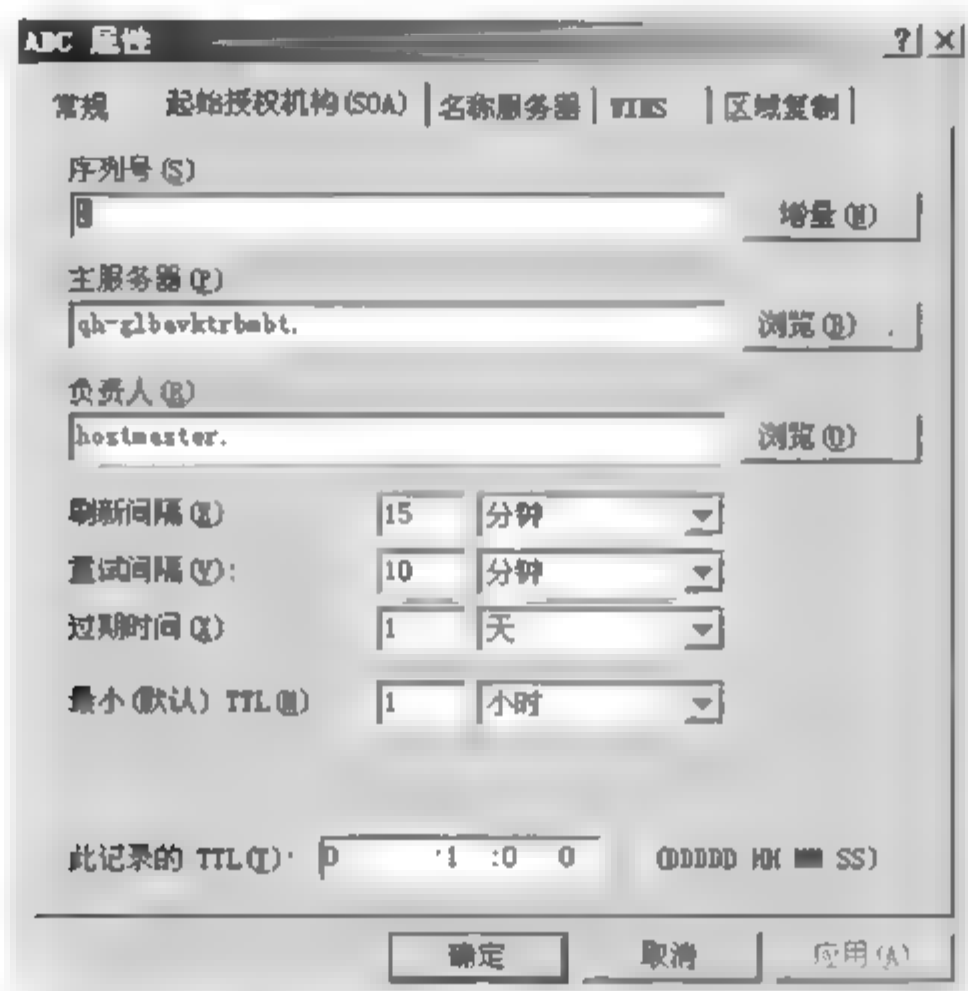 ABC 属性
常规 起始授权机构(SOA) 名称服务器 WINS 区域复制
序列号(S)
增量(N)
主服务器(P)
qh-glbavktrbmbt. 浏览(B)
负责人(R)
hostmaster. 浏览(O)
刷新间隔(E) 15 分钟
重试间隔(V): 10 分钟
过期时间(X) 1 天
最小(默认) TTL(M) 1 小时
此记录的 TTL(T): 0 :1 :0 0 (DDDDD HH MM SS)
确定 取消 应用(A)